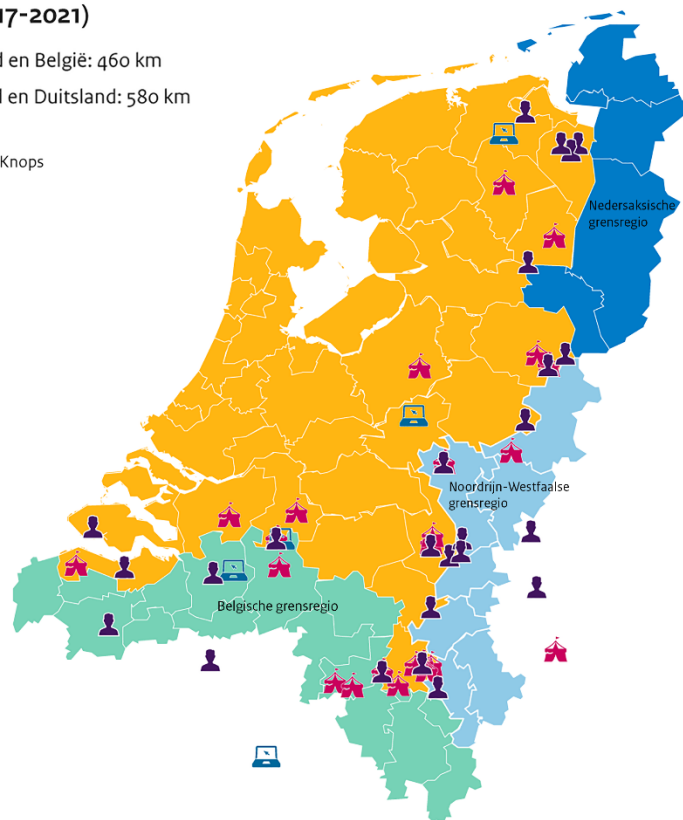 17-2021)
d en België: 460 km
d en Duitsland: 580 km
Knops
Nedersaksische
grensregio
Noordrijn-Westfaalse
grensregio
Belgische grensregio